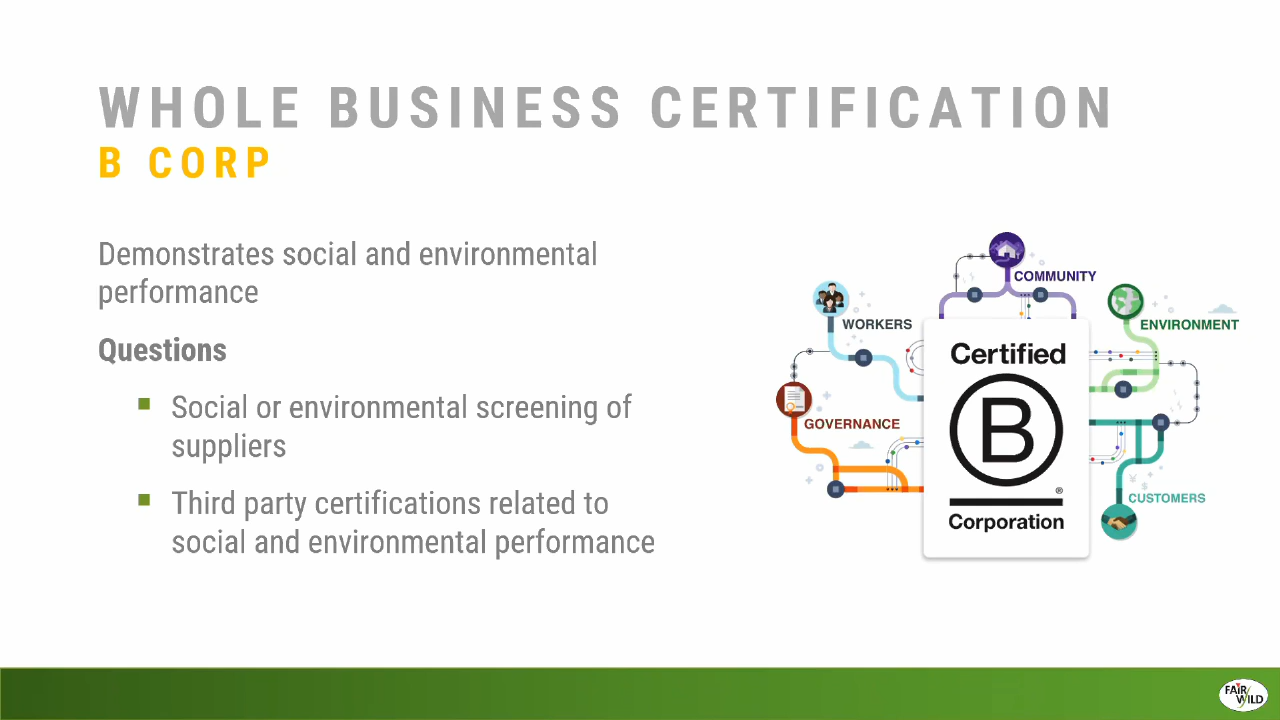 WHOLE BUSINESS CERTIFICATION
B CORP
Demonstrates social and environmental
performance
Questions
Social or environmental screening of
suppliers
Third party certifications related to
social and environmental performance
COMMUNITY
WORKERS
ENVIRONMENT
GOVERNANCE
CUSTOMERS
Certified
B
®
Corporation
FAIR
WILD